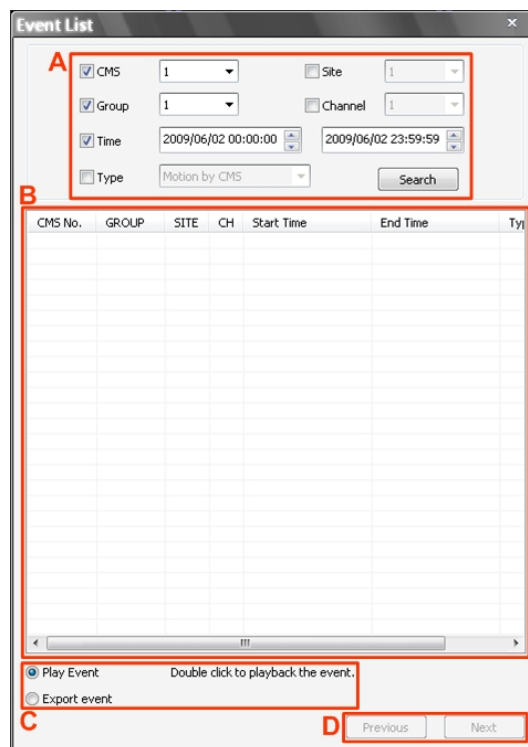 Event List ×
A
CMS 1 Site 1
Group 1 Channel 1
Time 2009/06/02 00:00:00 2009/06/02 23:59:59
Type Motion by CMS Search
B
CMS No. GROUP SITE CH Start Time End Time Typ
Play Event Double click to playback the event.
Export event
C D Previous Next